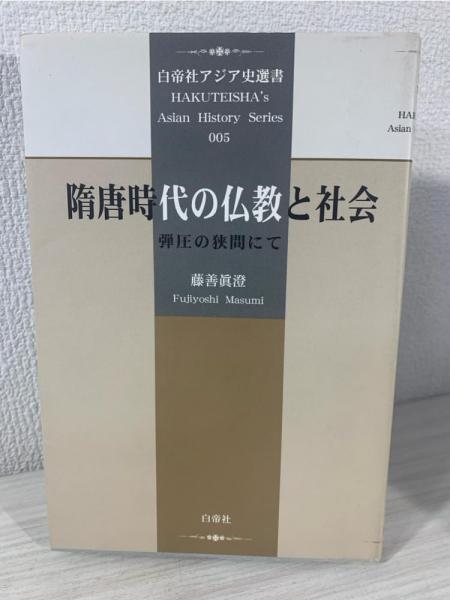 白帝社アジア史選書
HAKUTEISHA's
Asian History Series
005
隋唐時代の仏教と社会
弾圧の狭間にて
藤善眞澄
Fujiyoshi Masumi
白帝社
HA
Asian